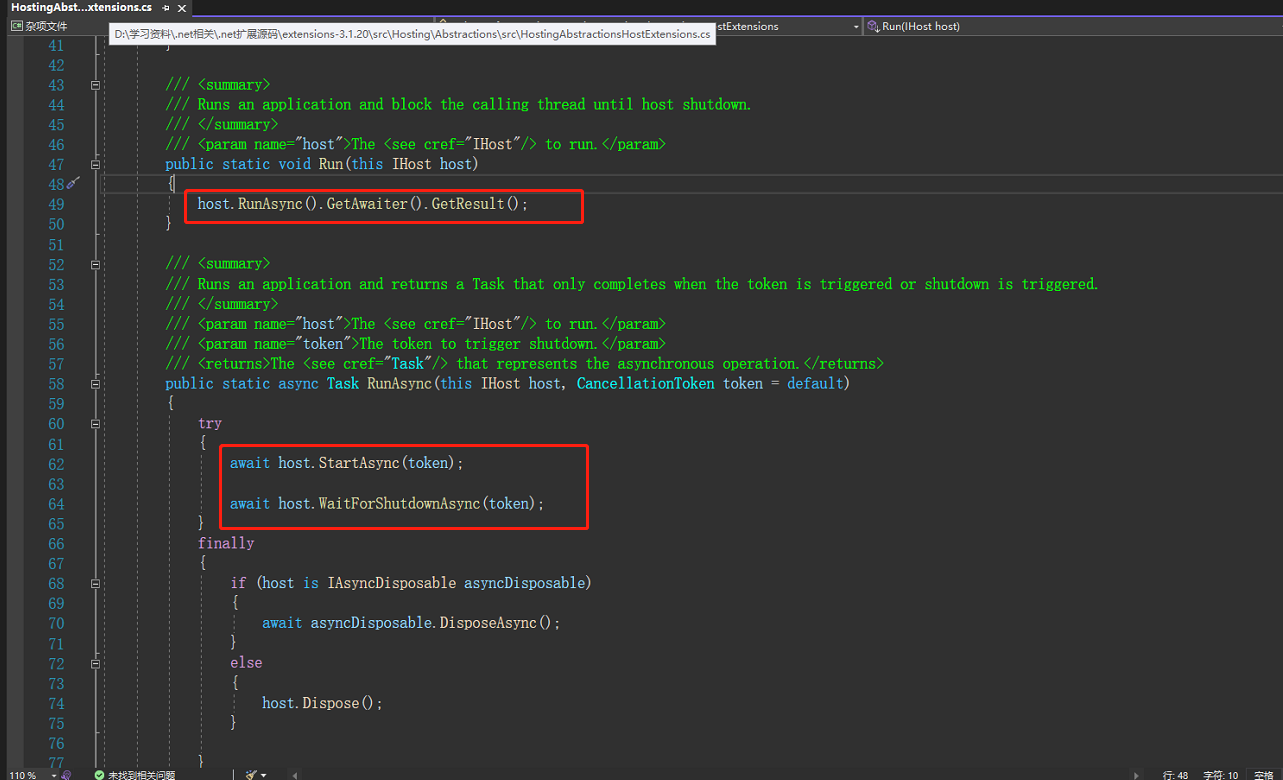 HostingAbst...xtensions.cs
杂项文件
D:\学习资料\.net相关\.net扩展源码\extensions-3.1.20\src\Hosting\Abstractions\src\HostingAbstractionsHostExtensions.cs
stExtensions
Run(IHost host)
41 }
42
43 /// <summary>
44 /// Runs an application and block the calling thread until host shutdown.
45 /// </summary>
46 /// <param name="host">The <see cref="IHost"/> to run.</param>
47 public static void Run(this IHost host)
48 {
49 host.RunAsync().GetAwaiter().GetResult();
50 }
51
52 /// <summary>
53 /// Runs an application and returns a Task that only completes when the token is triggered or shutdown is triggered.
54 /// </summary>
55 /// <param name="host">The <see cref="IHost"/> to run.</param>
56 /// <param name="token">The token to trigger shutdown.</param>
57 /// <returns>The <see cref="Task"/> that represents the asynchronous operation.</returns>
58 public static async Task RunAsync(this IHost host, CancellationToken token = default)
59 {
60 try
61 {
62 await host.StartAsync(token);
63
64 await host.WaitForShutdownAsync(token);
65 }
66 finally
67 {
68 if (host is IAsyncDisposable asyncDisposable)
69 {
70 await asyncDisposable.DisposeAsync();
71 }
72 else
73 {
74 host.Dispose();
75 }
76
77 }
110 % 未找到相关问题 行: 48 字符: 10 空格